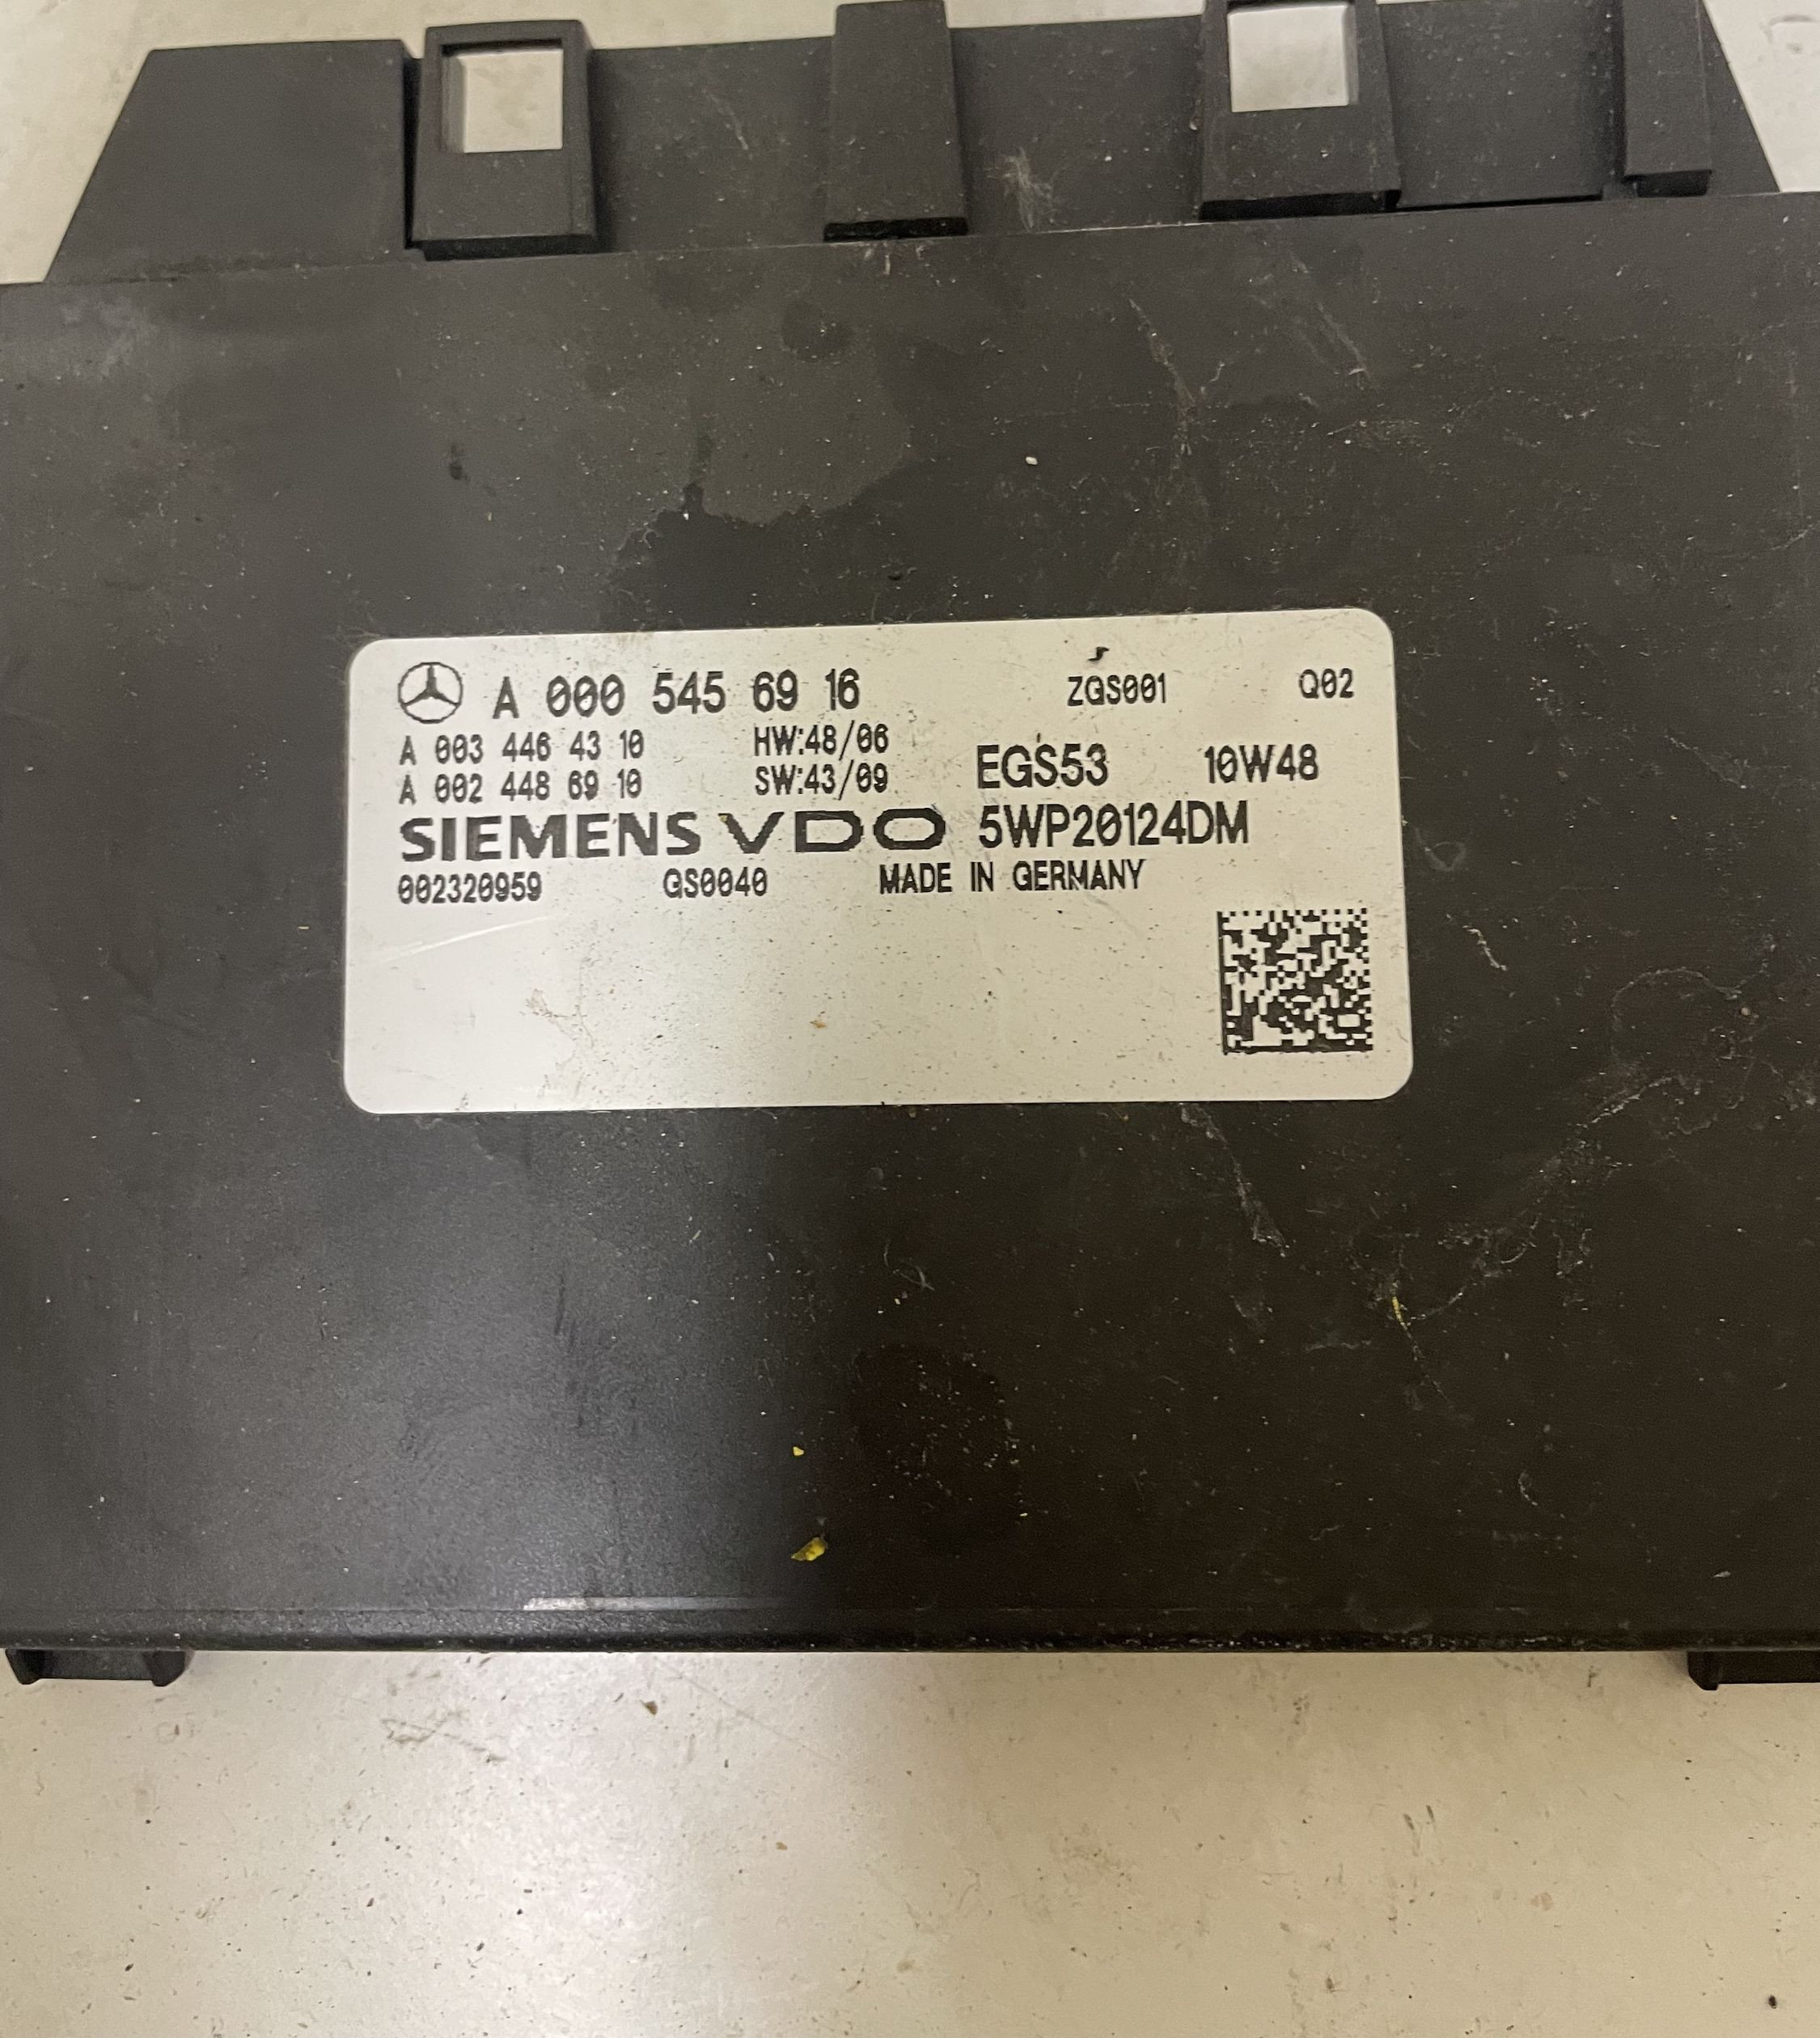 A 000 545 69 16 ZGS001 Q02
A 003 446 43 10 HW:48/06
A 002 448 69 10 SW:43/09 EGS53 10W48
SIEMENS VDO 5WP20124DM
002320959 GS0040 MADE IN GERMANY